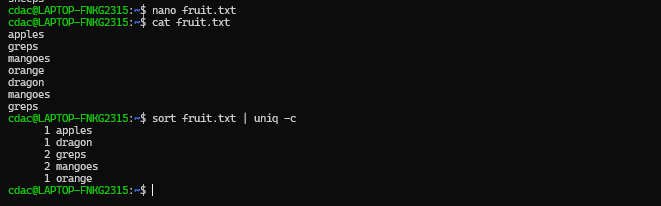 sheeps
cdac@LAPTOP-FNKG2315:~$ nano fruit.txt
cdac@LAPTOP-FNKG2315:~$ cat fruit.txt
apples
greps
mangoes
orange
dragon
mangoes
greps
cdac@LAPTOP-FNKG2315:~$ sort fruit.txt | uniq -c
      1 apples
      1 dragon
      2 greps
      2 mangoes
      1 orange
cdac@LAPTOP-FNKG2315:~$